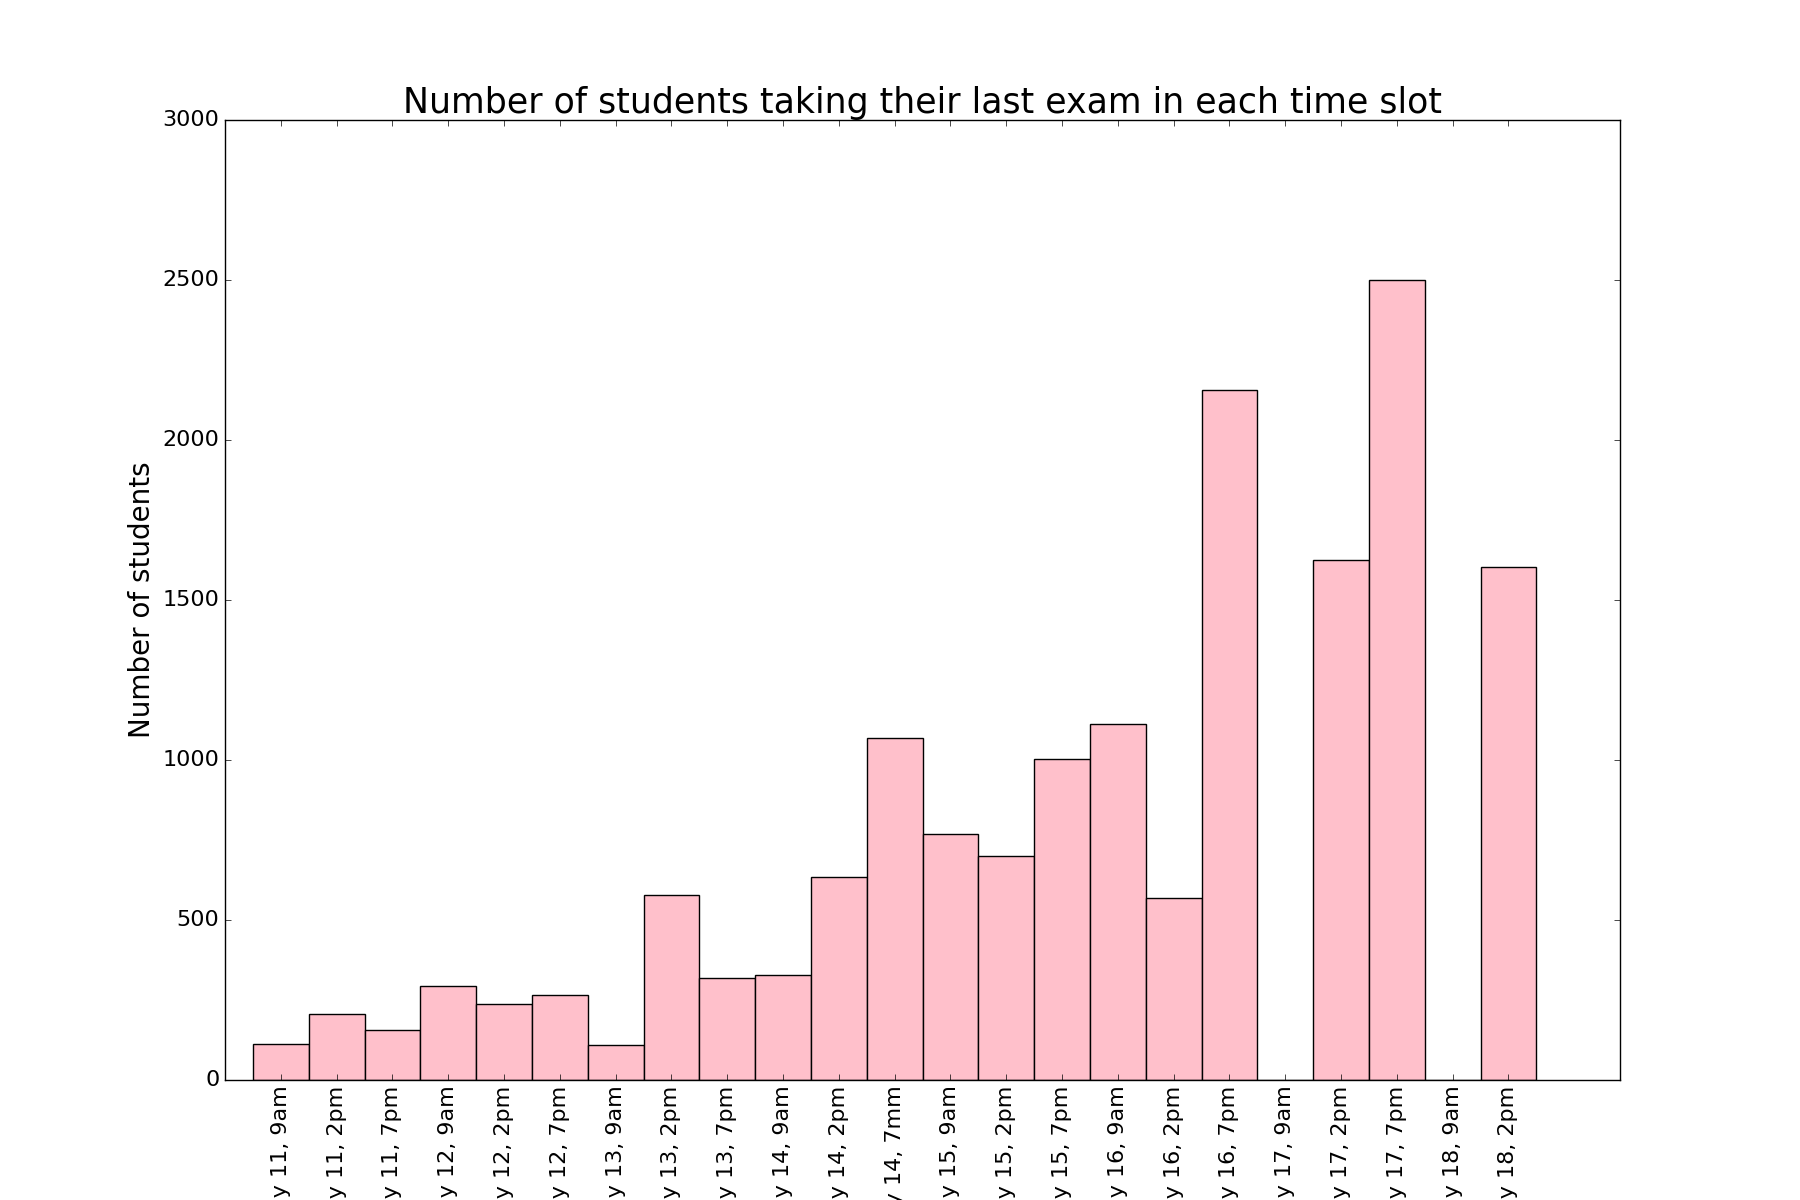 Number of students taking their last exam in each time slot
Number of students
3000
2500
2000
1500
1000
500
0
y 11, 9am
y 11, 2pm
y 11, 7pm
y 12, 9am
y 12, 2pm
y 12, 7pm
y 13, 9am
y 13, 2pm
y 13, 7pm
y 14, 9am
y 14, 2pm
y 14, 7mm
y 15, 9am
y 15, 2pm
y 15, 7pm
y 16, 9am
y 16, 2pm
y 16, 7pm
y 17, 9am
y 17, 2pm
y 17, 7pm
y 18, 9am
y 18, 2pm